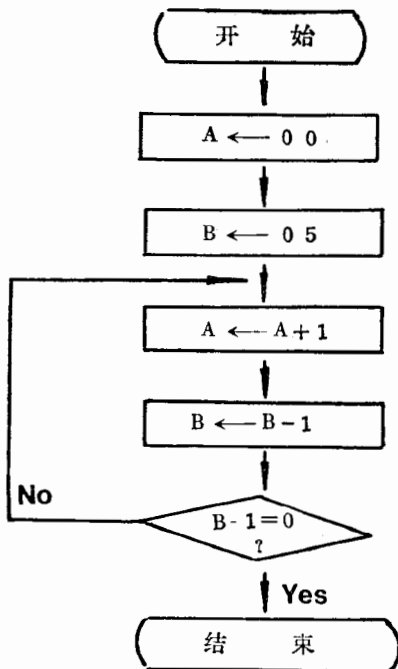 开 始
A ← 0 0
B ← 0 5
A ← A + 1
B ← B - 1
No
B - 1 = 0
?
Yes
结 束